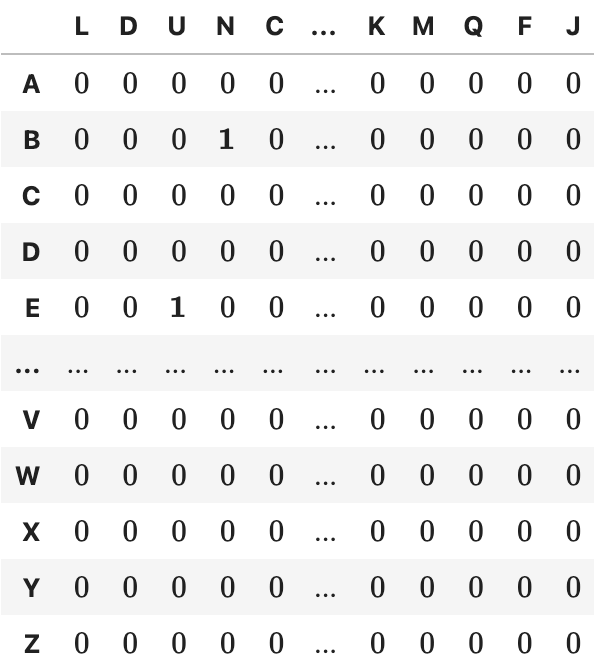 L D U N C ... K M Q F J
A 0 0 0 0 0 ... 0 0 0 0 0
B 0 0 0 1 0 ... 0 0 0 0 0
C 0 0 0 0 0 ... 0 0 0 0 0
D 0 0 0 0 0 ... 0 0 0 0 0
E 0 0 1 0 0 ... 0 0 0 0 0
... ... ... ... ... ... ... ... ... ... ... ...
V 0 0 0 0 0 ... 0 0 0 0 0
W 0 0 0 0 0 ... 0 0 0 0 0
X 0 0 0 0 0 ... 0 0 0 0 0
Y 0 0 0 0 0 ... 0 0 0 0 0
Z 0 0 0 0 0 ... 0 0 0 0 0